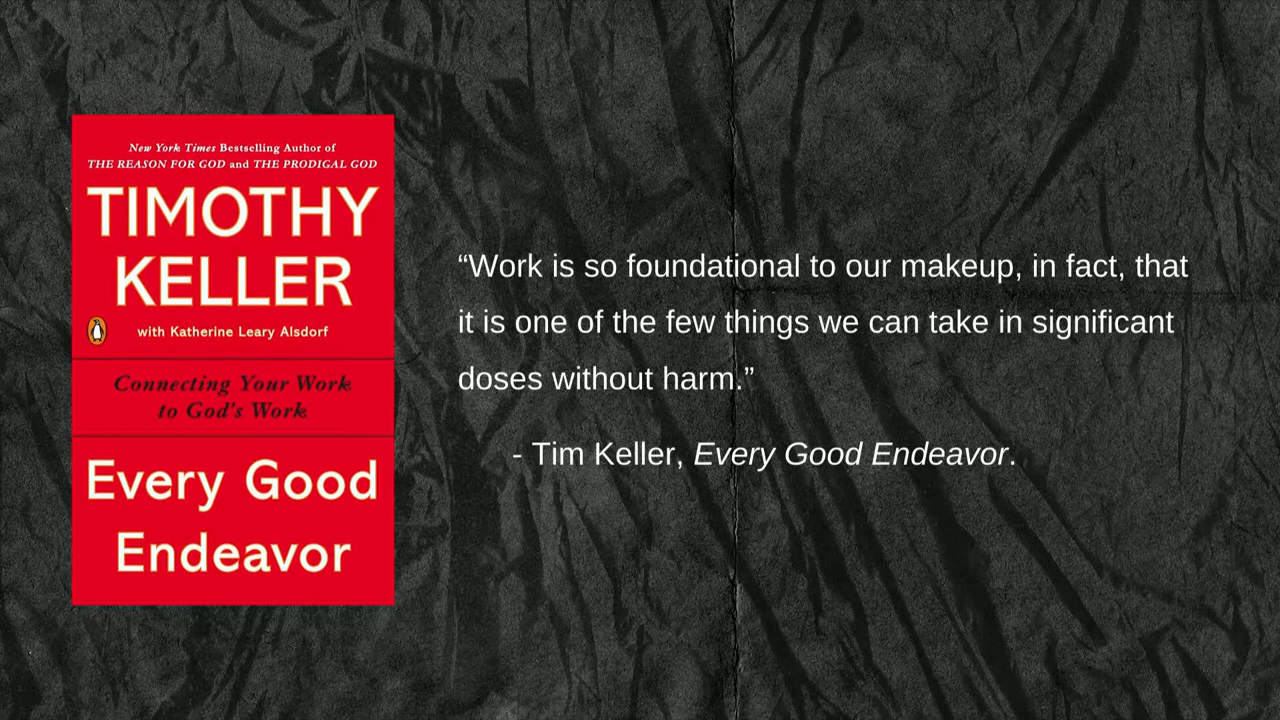 New York Times Bestselling Author of
THE REASON FOR GOD and THE PRODIGAL GOD
TIMOTHY
KELLER
with Katherine Leary Alsdorf
Connecting Your Work
to God's Work
Every Good
Endeavor
“Work is so foundational to our makeup, in fact, that
it is one of the few things we can take in significant
doses without harm.”
- Tim Keller, Every Good Endeavor.